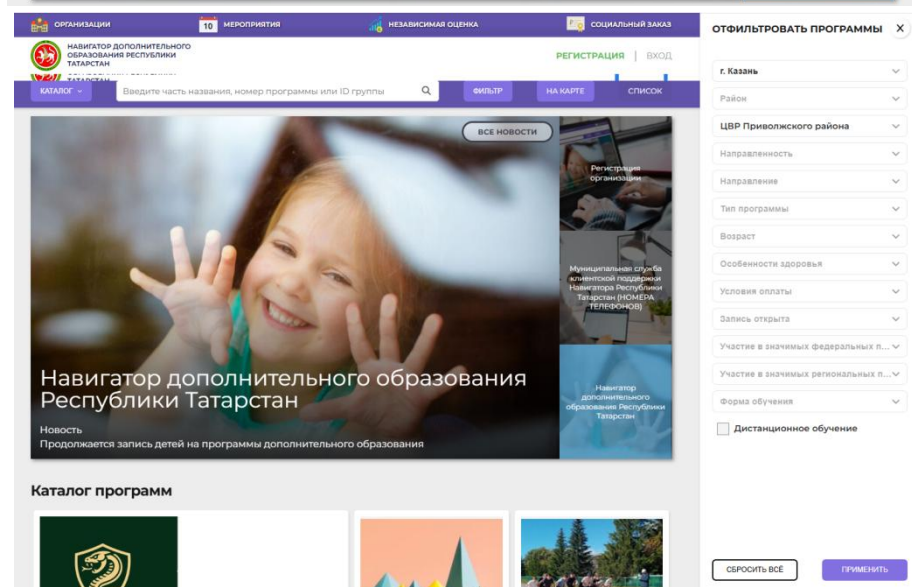 ОРГАНИЗАЦИИ
10 МЕРОПРИЯТИЯ
НЕЗАВИСИМАЯ ОЦЕНКА
СОЦИАЛЬНЫЙ ЗАКАЗ
НАВИГАТОР ДОПОЛНИТЕЛЬНОГО
ОБРАЗОВАНИЯ РЕСПУБЛИКИ
ТАТАРСТАН
РЕГИСТРАЦИЯ | ВХОД
КАТАЛОГ
Введите часть названия, номер программы или ID группы
ФИЛЬТР
НА КАРТЕ
СПИСОК
ВСЕ НОВОСТИ
Регистрация
организации
Муниципальная служба
клиентской поддержки
Навигатора Республики
Татарстан (НОМЕРА
ТЕЛЕФОНОВ)
Навигатор
дополнительного
образования Республики
Татарстан
Навигатор дополнительного образования
Республики Татарстан
Новость
Продолжается запись детей на программы дополнительного образования
Каталог программ
ОТФИЛЬТРОВАТЬ ПРОГРАММЫ X
г. Казань
Район
ЦВР Приволжского района
Направленность
Направление
Тип программы
Возраст
Особенности здоровья
Условия оплаты
Запись открыта
Участие в значимых федеральных п...
Участие в значимых региональных п...
Форма обучения
Дистанционное обучение
СБРОСИТЬ ВСЁ
ПРИМЕНИТЬ